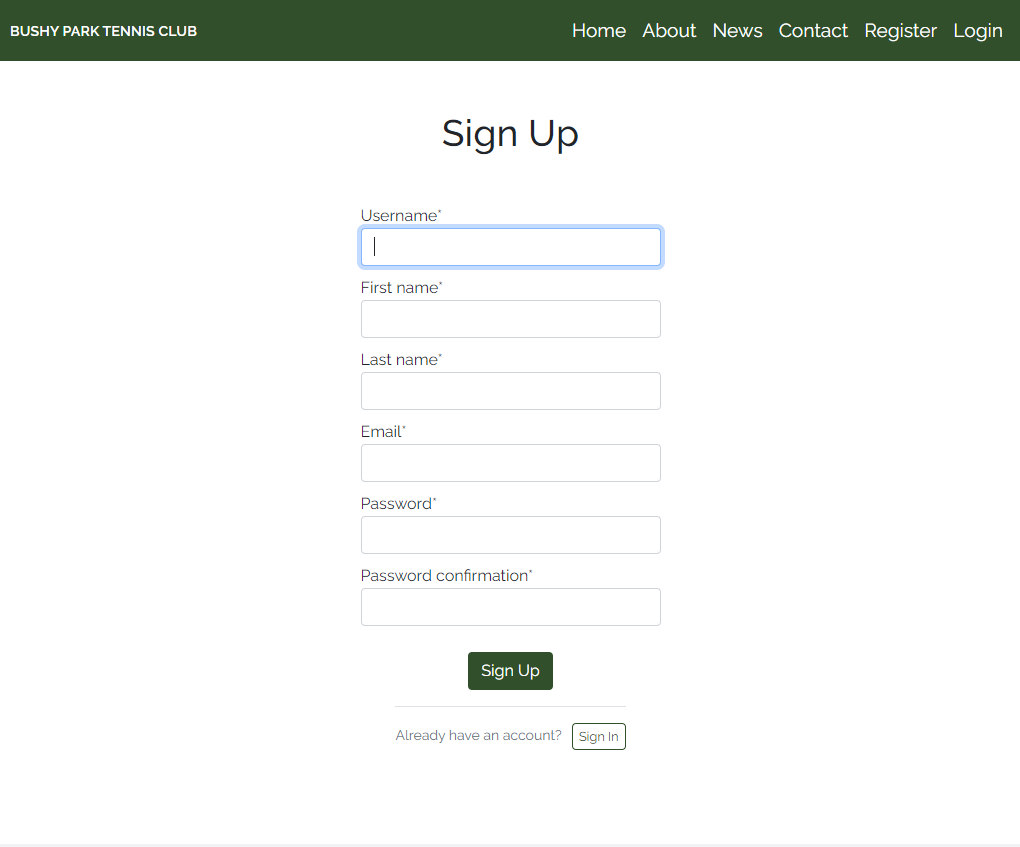 BUSHY PARK TENNIS CLUB Home About News Contact Register Login
Sign Up
Username*
First name*
Last name*
Email*
Password*
Password confirmation*
Sign Up
Already have an account? Sign In